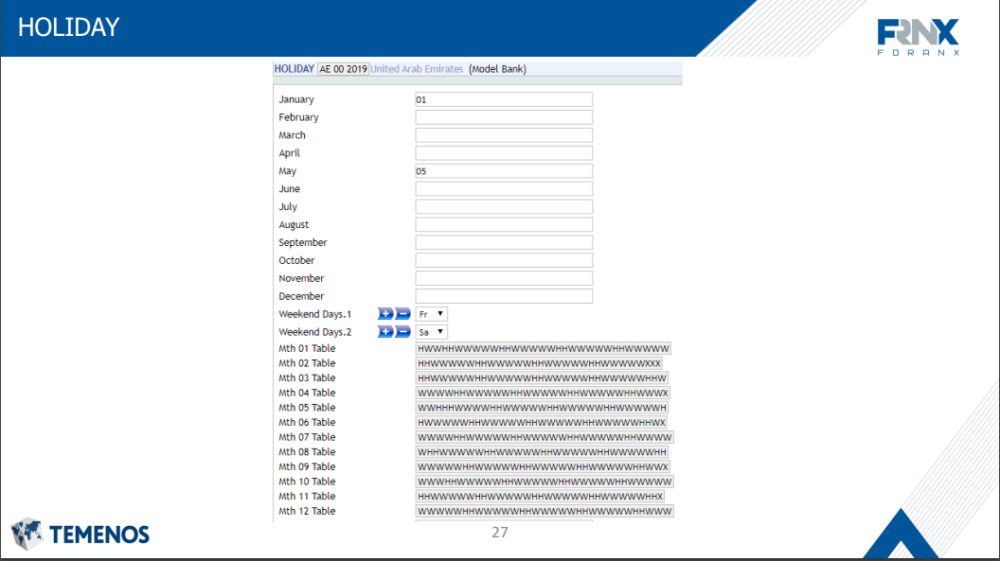 HOLIDAY
FRNX
FORANX
HOLIDAY AE 00 2019 United Arab Emirates (Model Bank)
January 01
February
March
April
May 05
June
July
August
September
October
November
December
Weekend Days.1 Fr
Weekend Days.2 Sa
Mth 01 Table HWWHHWWWWWHHWWWWWHHWWWWWHHWWWWW
Mth 02 Table HHWWWWWHHWWWWWHHWWWWWHHWWWWWXXX
Mth 03 Table HHWWWWWHHWWWWWHHWWWWWHHWWWWWHHW
Mth 04 Table WWWWHHWWWWWHHWWWWWHHWWWWWHHWWWX
Mth 05 Table WWHHHWWWWHHWWWWWHHWWWWWHHWWWWWH
Mth 06 Table HWWWWWHHWWWWWHHWWWWWHHWWWWWHHWX
Mth 07 Table WWWWHHWWWWWHHWWWWWHHWWWWWHHWWWW
Mth 08 Table WHHWWWWWHHWWWWWHHWWWWWHHWWWWWHH
Mth 09 Table WWWWWHHWWWWWHHWWWWWHHWWWWWHHWWX
Mth 10 Table WWWHHWWWWWHHWWWWWHHWWWWWHHWWWWW
Mth 11 Table HHWWWWWHHWWWWWHHWWWWWHHWWWWWHHX
Mth 12 Table WWWWWHHWWWWWHHWWWWWHHWWWWWHHWWW
TEMENOS
27